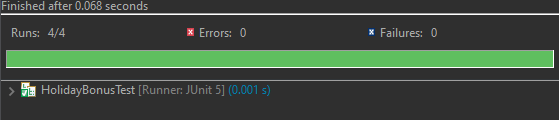 Finished after 0.068 seconds
Runs: 4/4 Errors: 0 Failures: 0
HolidayBonusTest [Runner: JUnit 5] (0.001 s)